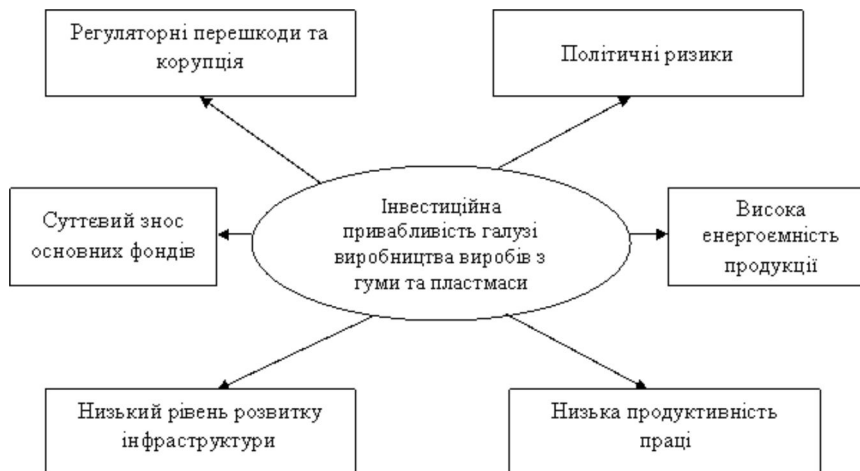 Регуляторні перешкоди та
корупція
Політичні ризики
Суттєвий знос
основних фондів
Інвестиційна
привабливість галузі
виробництва виробів з
гуми та пластмаси
Висока
енергоємність
продукції
Низький рівень розвитку
інфраструктури
Низька продуктивність
праці